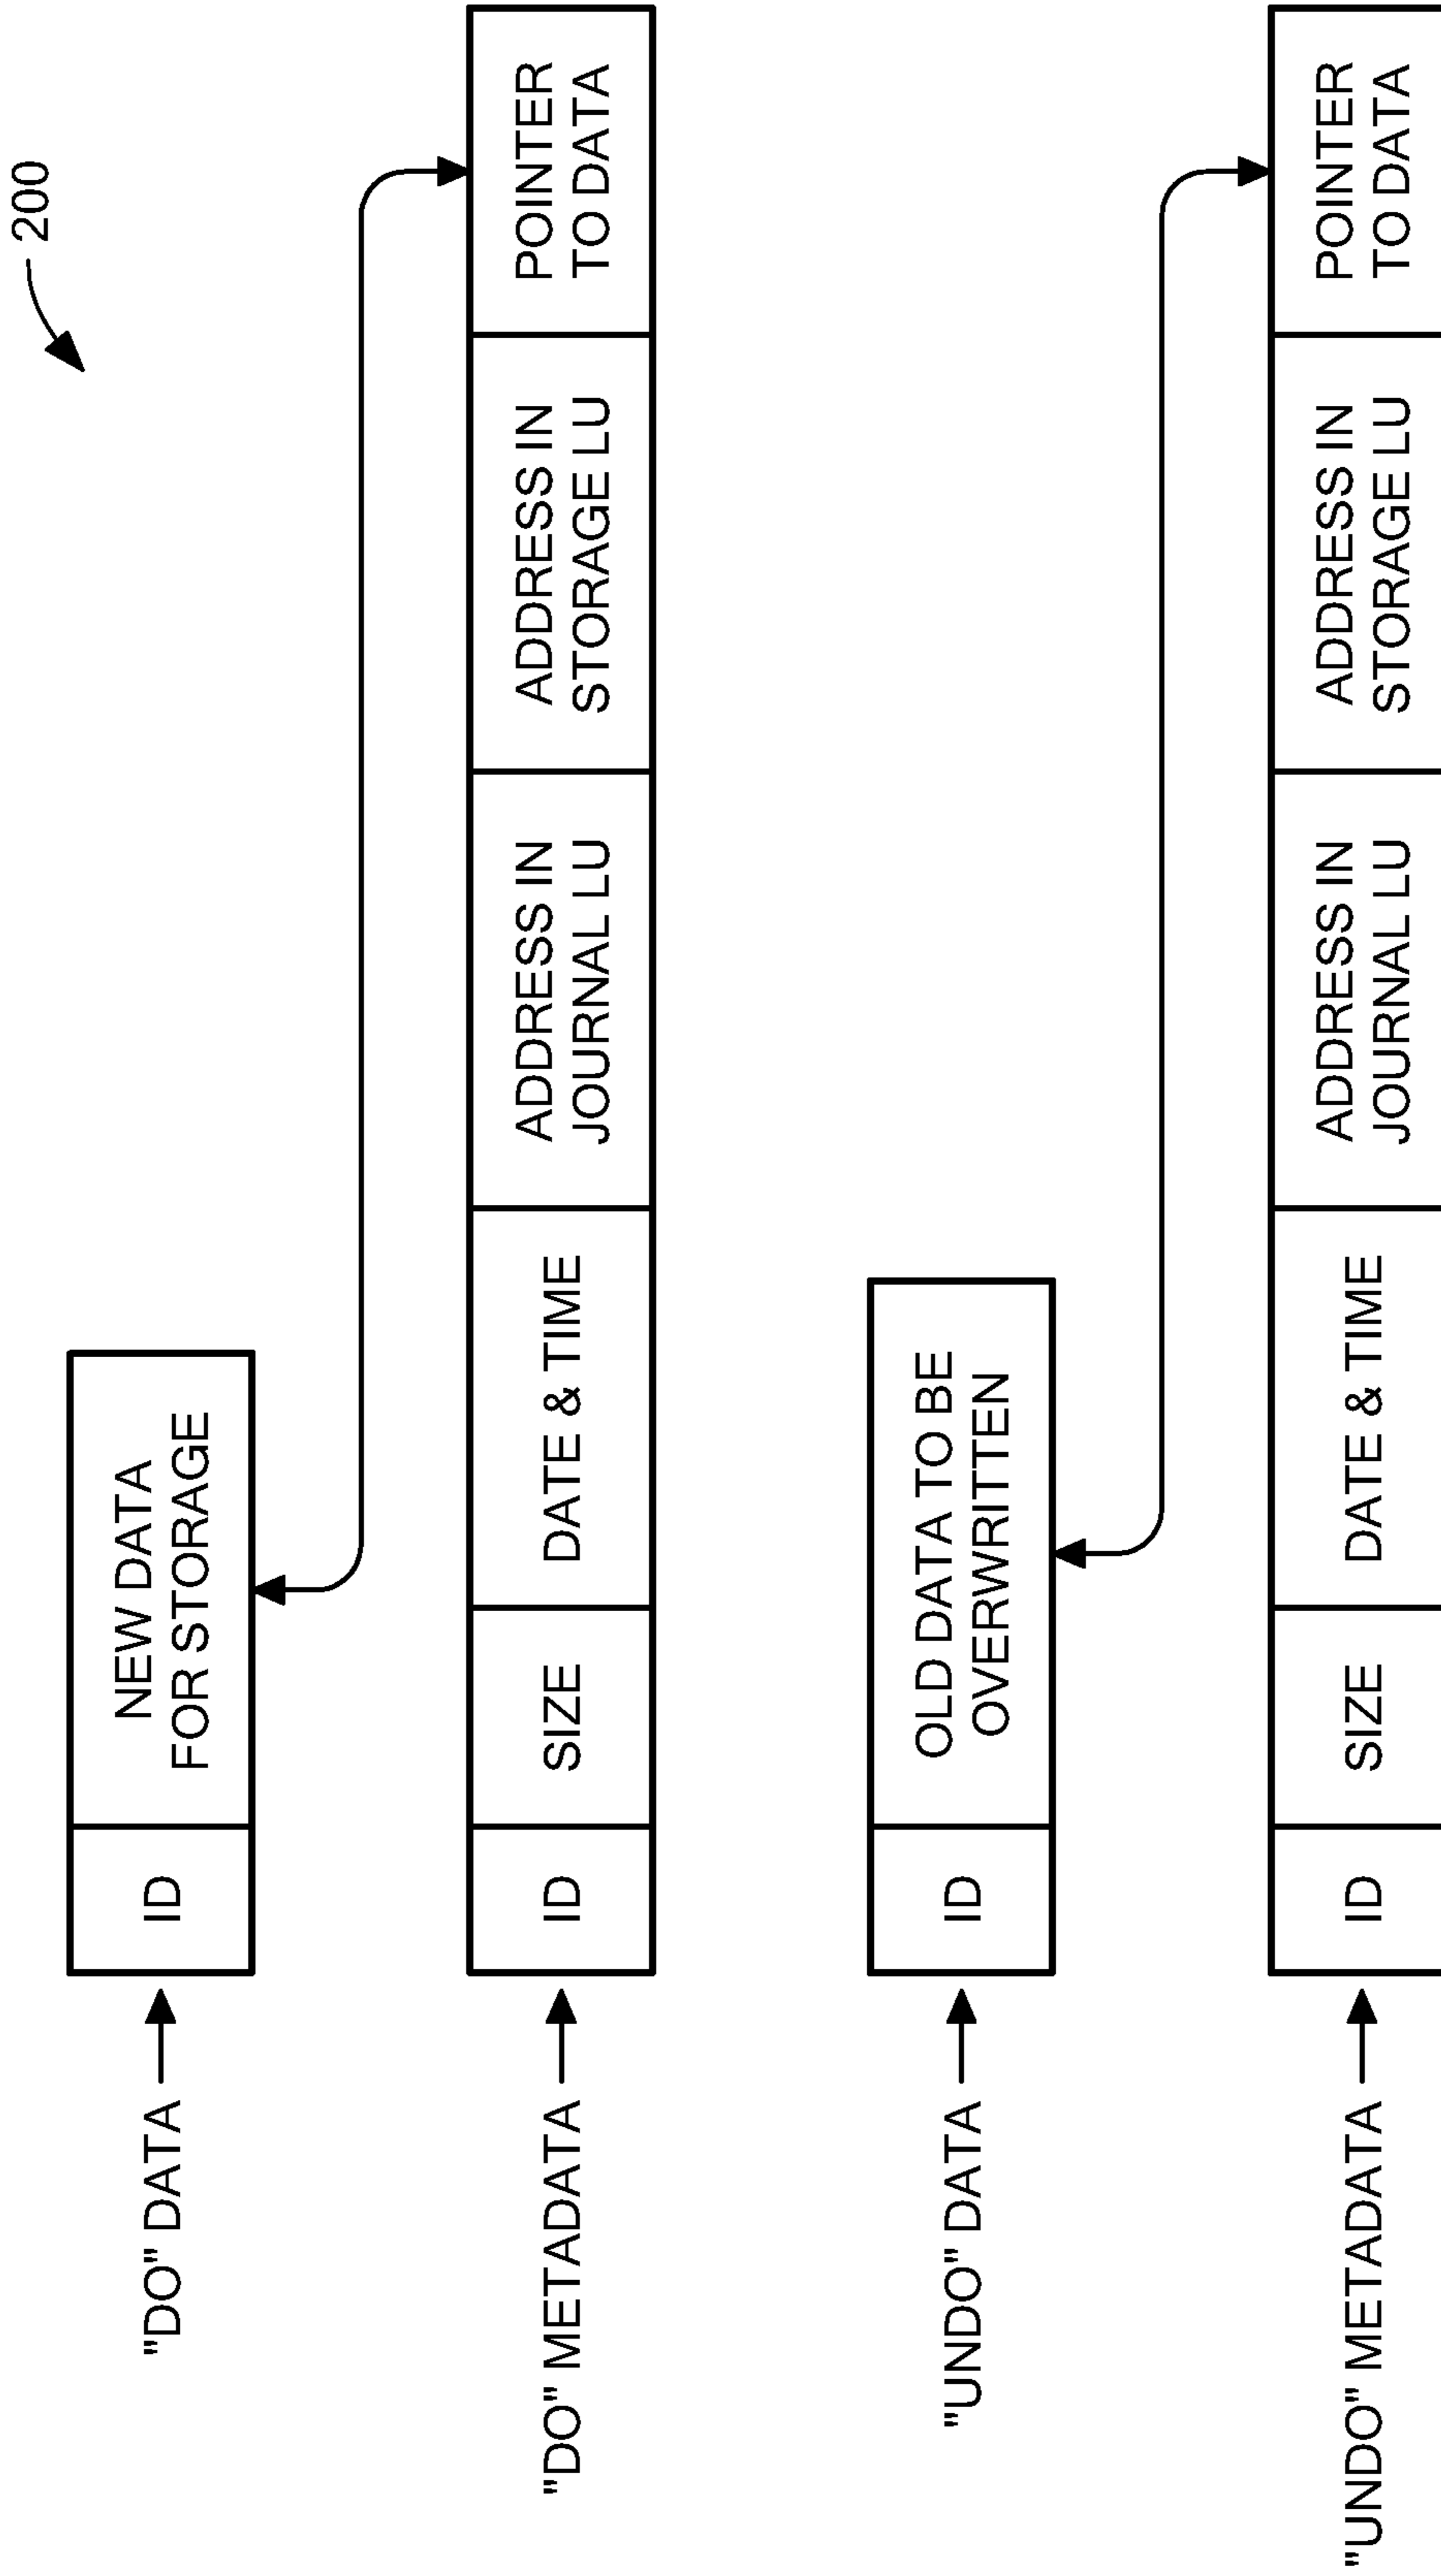 200
"DO" DATA
ID
NEW DATA
FOR STORAGE
"DO" METADATA
ID
SIZE
DATE & TIME
ADDRESS IN
JOURNAL LU
ADDRESS IN
STORAGE LU
POINTER
TO DATA
"UNDO" DATA
ID
OLD DATA TO BE
OVERWRITTEN
"UNDO" METADATA
ID
SIZE
DATE & TIME
ADDRESS IN
JOURNAL LU
ADDRESS IN
STORAGE LU
POINTER
TO DATA